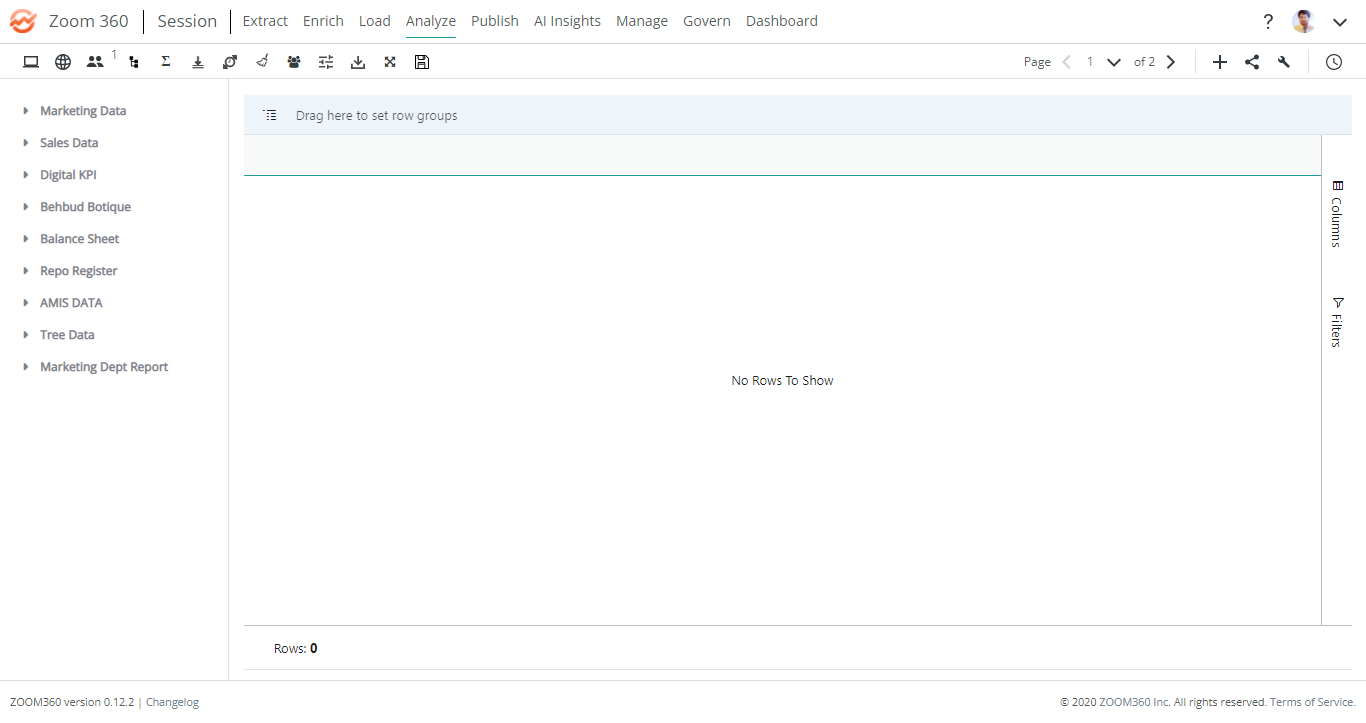 Zoom 360 Session Extract Enrich Load Analyze Publish AI Insights Manage Govern Dashboard ?
1 Σ Page 1 of 2
Marketing Data
Sales Data
Digital KPI
Behbud Botique
Balance Sheet
Repo Register
AMIS DATA
Tree Data
Marketing Dept Report
Drag here to set row groups
Columns
Filters
No Rows To Show
Rows: 0
ZOOM360 version 0.12.2 | Changelog
© 2020 ZOOM360 Inc. All rights reserved. Terms of Service.